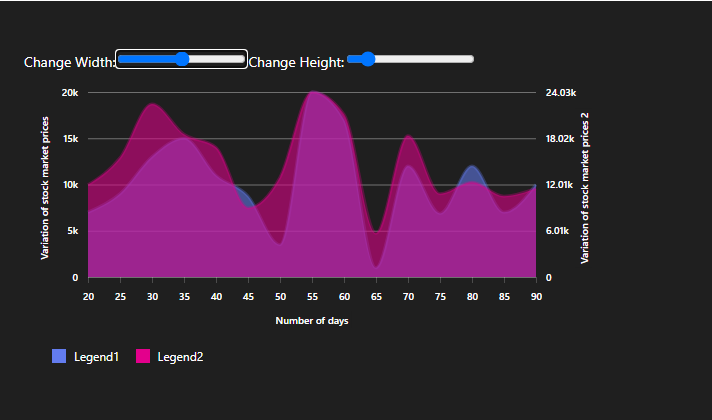 Change Width: Change Height:
20k 24.03k
15k 18.02k
10k 12.01k
5k 6.01k
0 0
Variation of stock market prices
Variation of stock market prices 2
20 25 30 35 40 45 50 55 60 65 70 75 80 85 90
Number of days
Legend1 Legend2